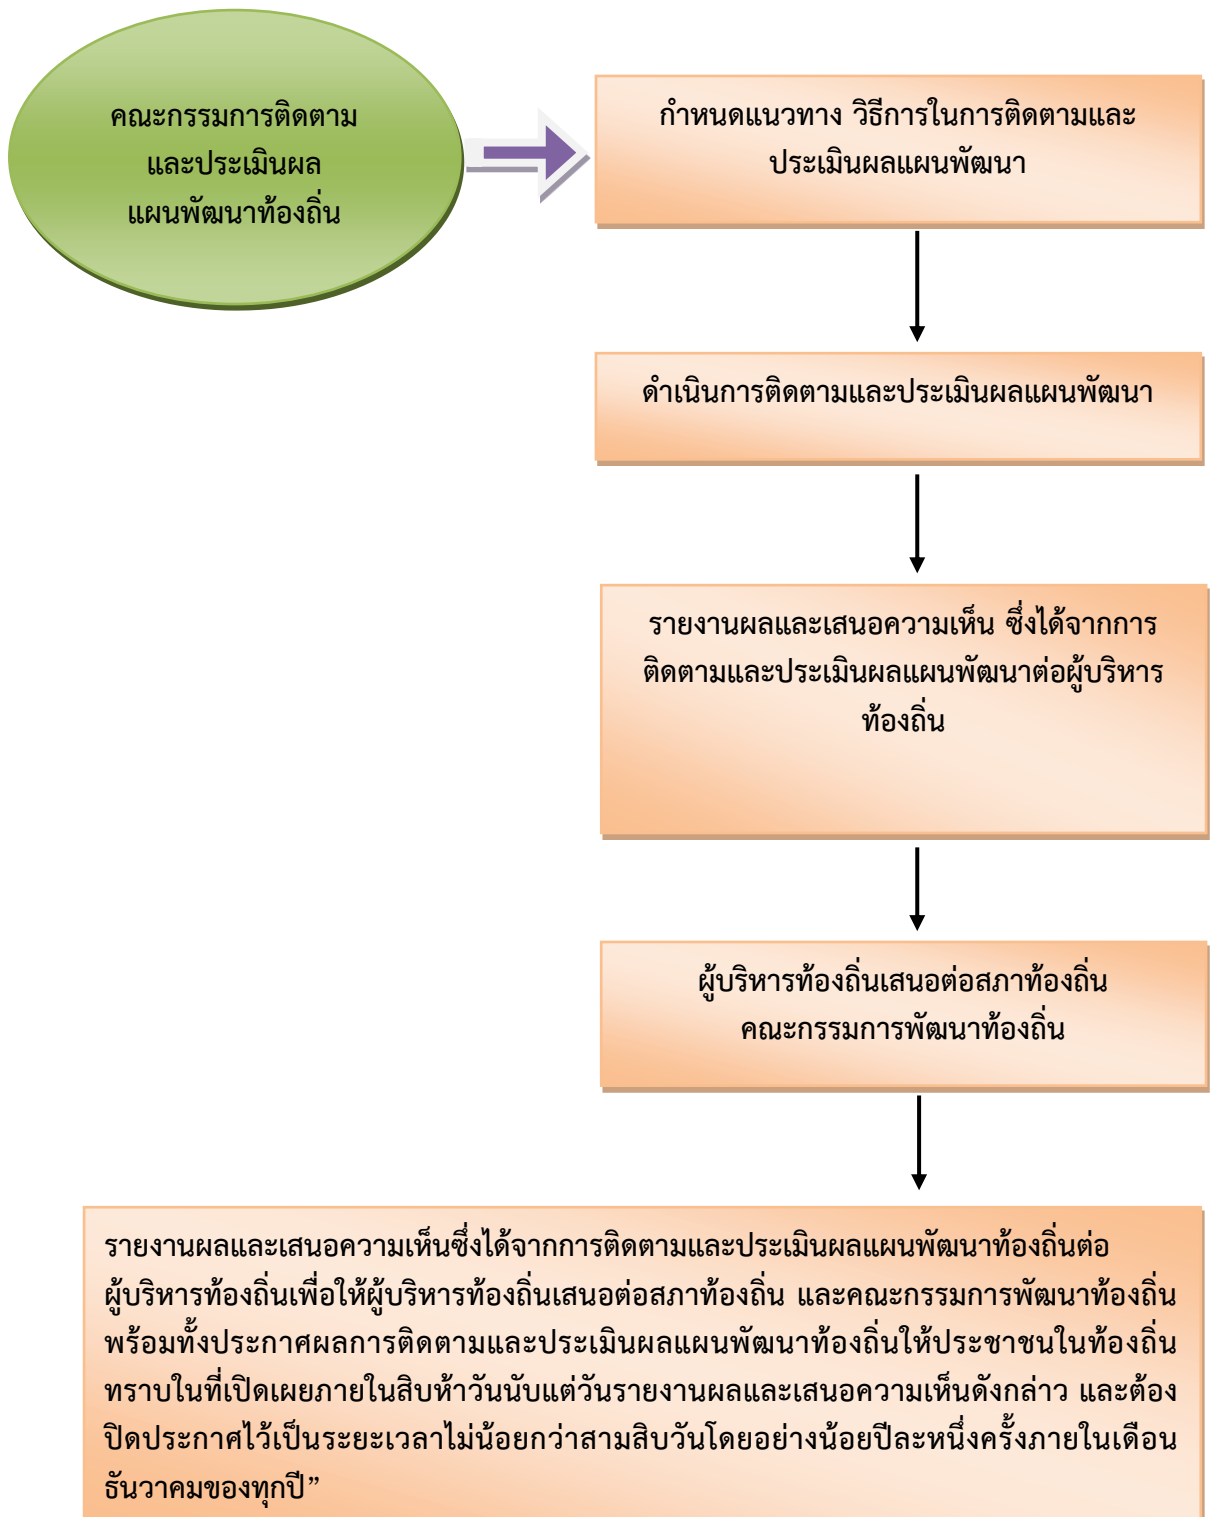 คณะกรรมการติดตาม
และประเมินผล
แผนพัฒนาท้องถิ่น
กำหนดแนวทาง วิธีการในการติดตามและ
ประเมินผลแผนพัฒนา
ดำเนินการติดตามและประเมินผลแผนพัฒนา
รายงานผลและเสนอความเห็น ซึ่งได้จากการ
ติดตามและประเมินผลแผนพัฒนาต่อผู้บริหาร
ท้องถิ่น
ผู้บริหารท้องถิ่นเสนอต่อสภาท้องถิ่น
คณะกรรมการพัฒนาท้องถิ่น
รายงานผลและเสนอความเห็นซึ่งได้จากการติดตามและประเมินผลแผนพัฒนาท้องถิ่นต่อ
ผู้บริหารท้องถิ่นเพื่อให้ผู้บริหารท้องถิ่นเสนอต่อสภาท้องถิ่น และคณะกรรมการพัฒนาท้องถิ่น
พร้อมทั้งประกาศผลการติดตามและประเมินผลแผนพัฒนาท้องถิ่นให้ประชาชนในท้องถิ่น
ทราบในที่เปิดเผยภายในสิบห้าวันนับแต่วันรายงานผลและเสนอความเห็นดังกล่าว และต้อง
ปิดประกาศไว้เป็นระยะเวลาไม่น้อยกว่าสามสิบวันโดยอย่างน้อยปีละหนึ่งครั้งภายในเดือน
ธันวาคมของทุกปี”